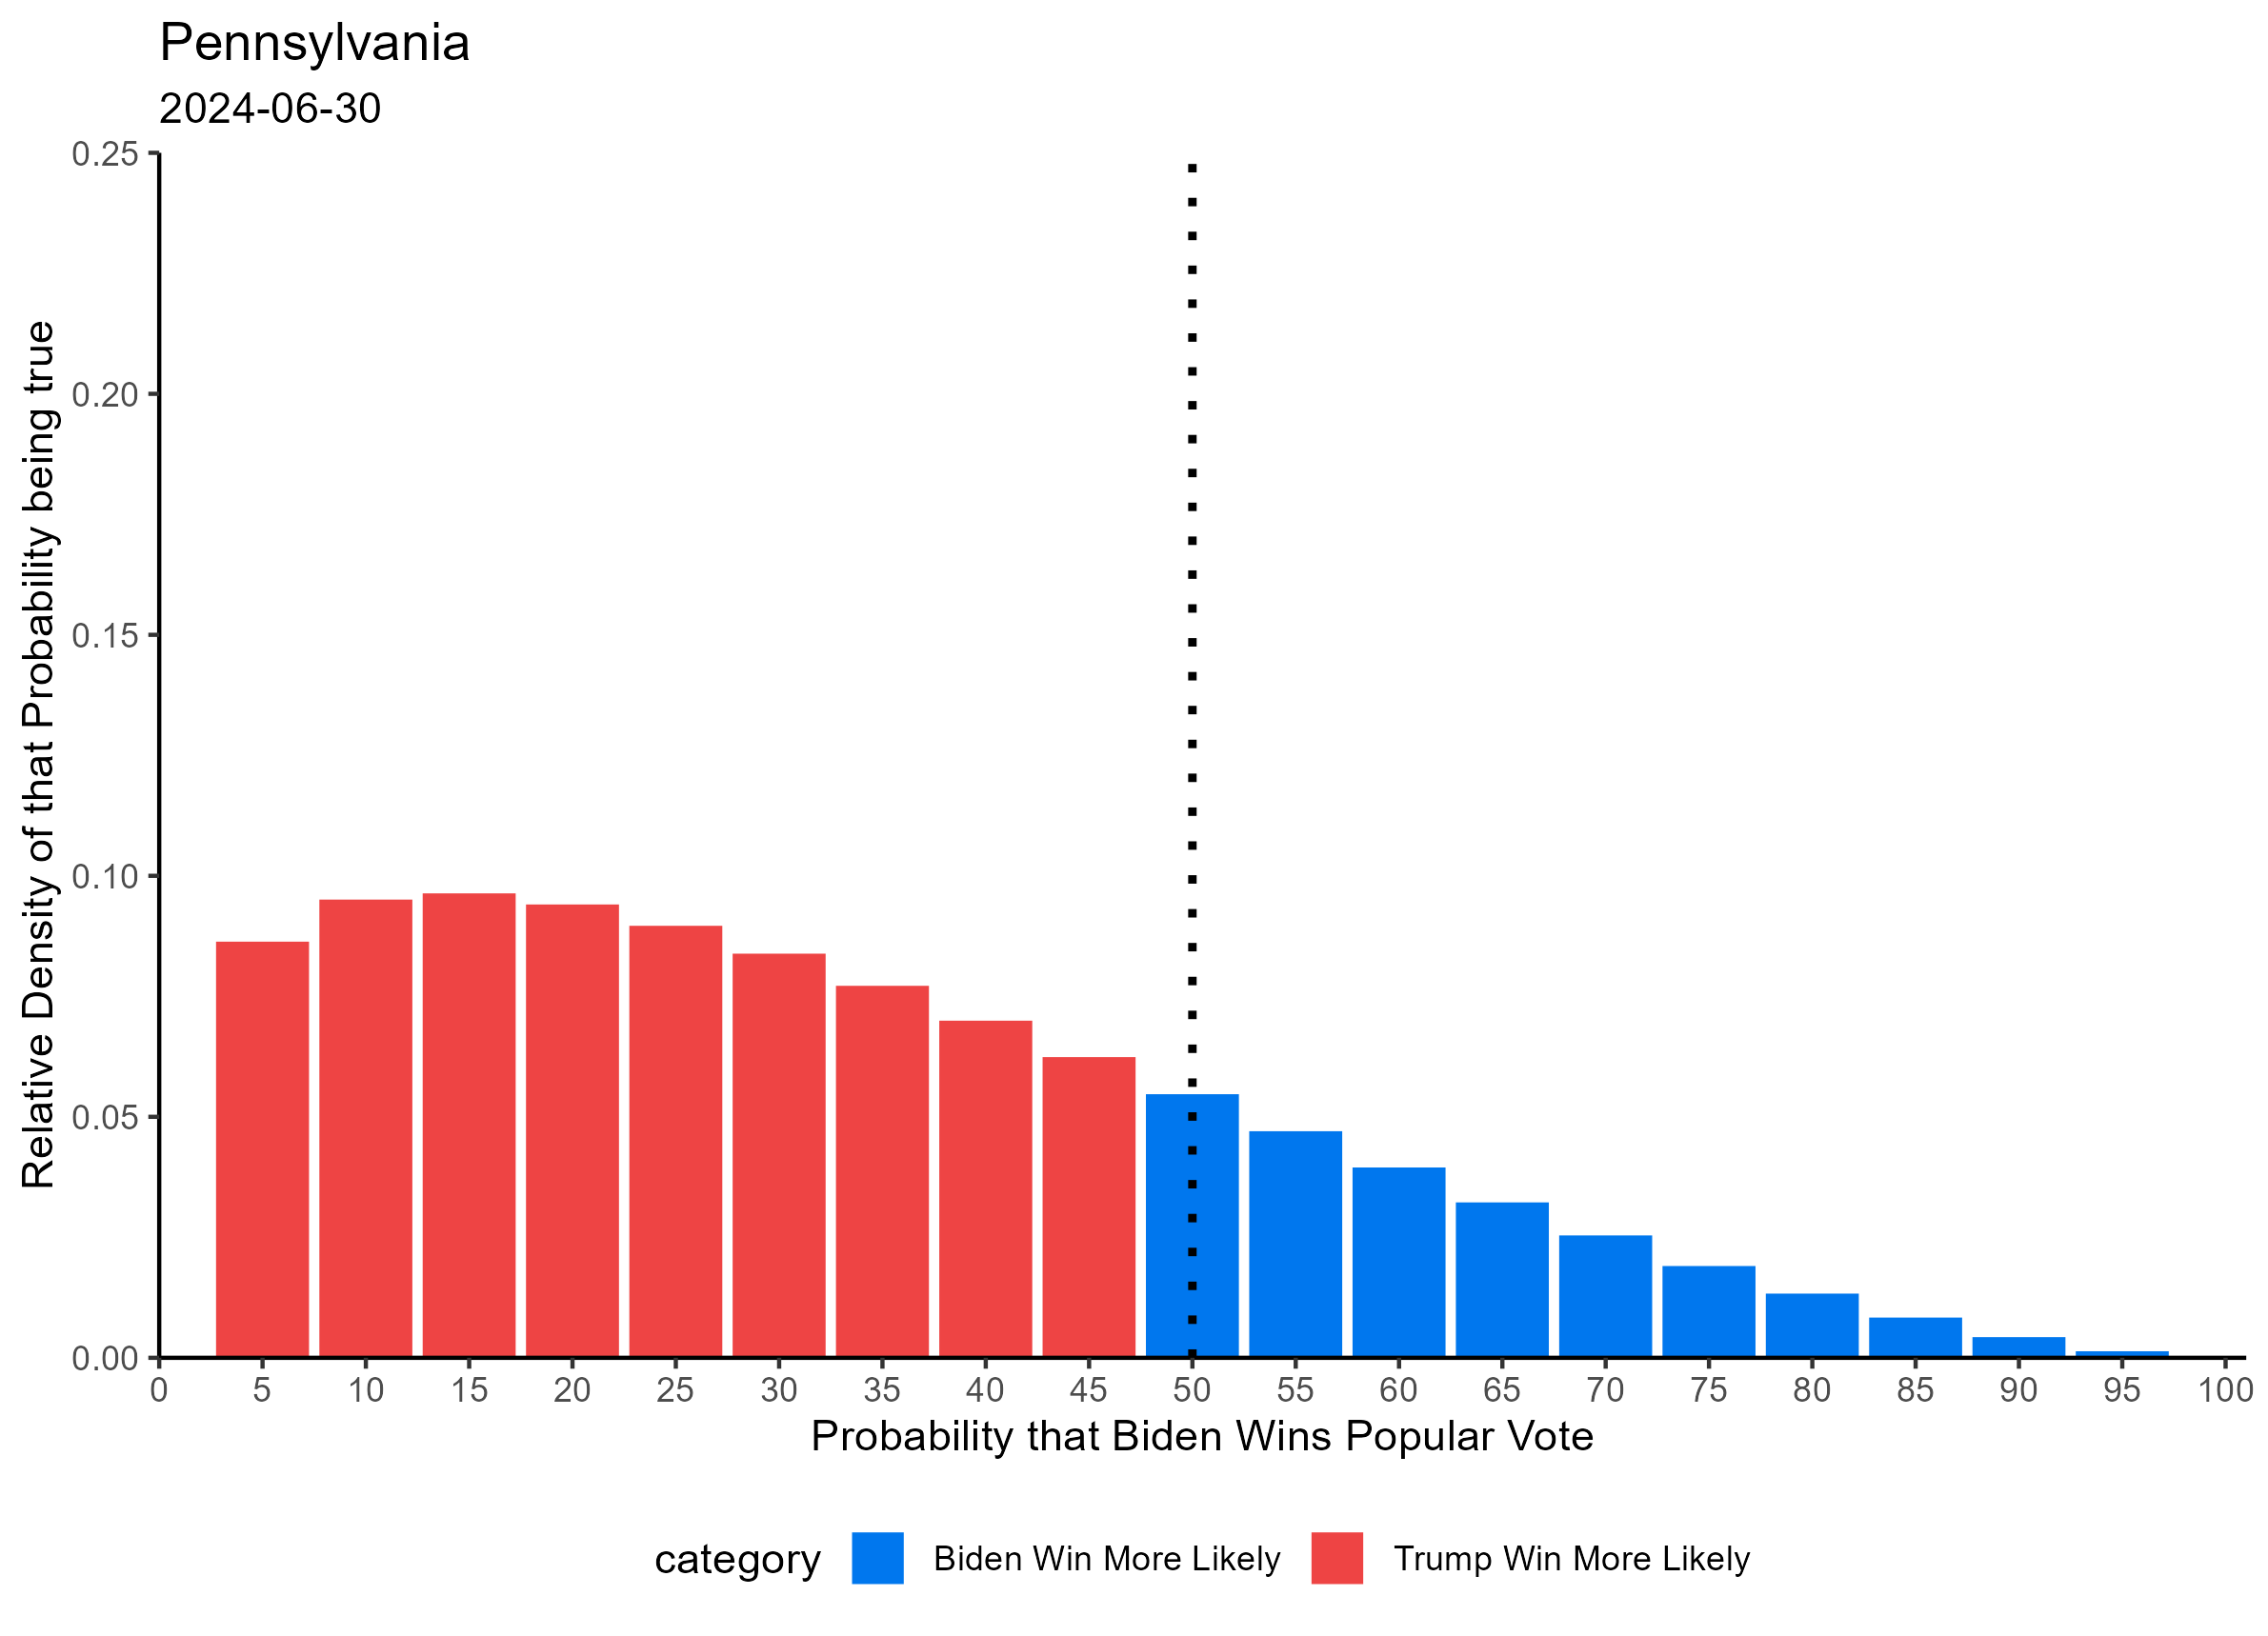 Pennsylvania
2024-06-30
0.25
0.20
0.15
0.10
0.05
0.00
Relative Density of that Probability being true
0 5 10 15 20 25 30 35 40 45 50 55 60 65 70 75 80 85 90 95 100
Probability that Biden Wins Popular Vote
category Biden Win More Likely Trump Win More Likely